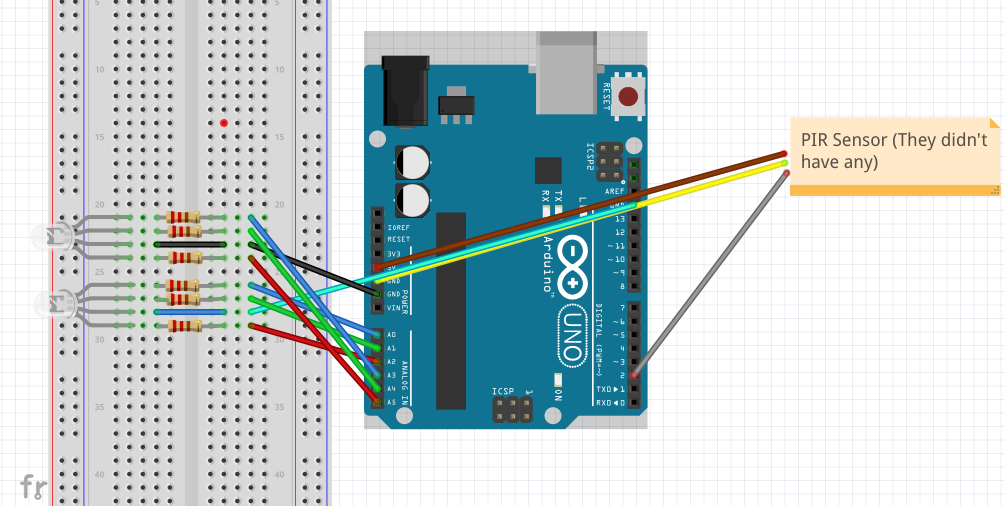 5
5
10
10
15
15
20
20
25
25
30
30
35
35
40
40
fr
RESET
ICSP2
AREF
GND
13
12
~11
~10
~9
8
7
~6
~5
4
~3
2
TXD▶1
RXD◀0
DIGITAL (PWM=~)
RX
TX
L
Arduino™
UNO
ON
ICSP
1
IOREF
RESET
3V3
5V
GND
GND
VIN
POWER
A0
A1
A2
A3
A4
A5
ANALOG IN
PIR Sensor (They didn't
have any)